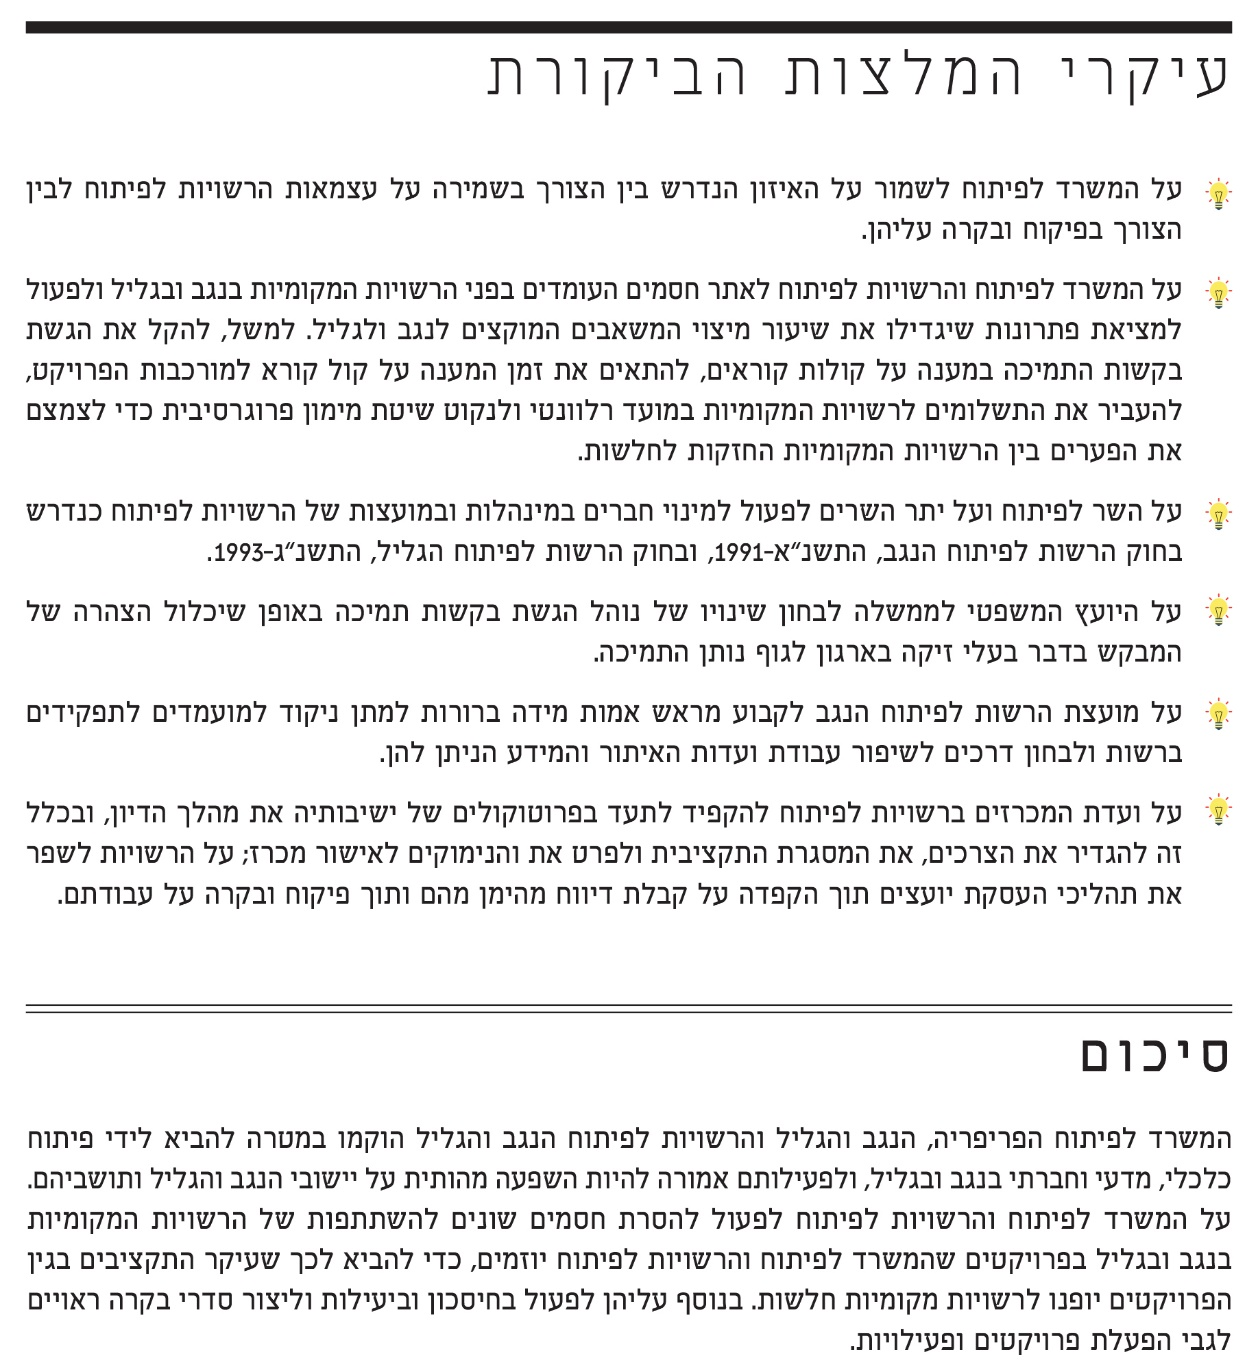 עיקרי המלצות הביקורת
על המשרד לפיתוח לשמור על האיזון הנדרש בין הצורך בשמירה על עצמאות הרשויות לפיתוח לבין
הצורך בפיקוח ובקרה עליהן.
על המשרד לפיתוח והרשויות לפיתוח לאתר חסמים העומדים בפני הרשויות המקומיות בנגב ובגליל ולפעול
למציאת פתרונות שיגדילו את שיעור מיצוי המשאבים המוקצים לנגב ולגליל. למשל, להקל את הגשת
בקשות התמיכה במענה על קולות קוראים, להתאים את זמן המענה על קול קורא למורכבות הפרויקט,
להעביר את התשלומים לרשויות המקומיות במועד רלוונטי ולנקוט שיטת מימון פרוגרסיבית כדי לצמצם
את הפערים בין הרשויות המקומיות החזקות לחלשות.
על השר לפיתוח ועל יתר השרים לפעול למינוי חברים במינהלות ובמועצות של הרשויות לפיתוח כנדרש
בחוק הרשות לפיתוח הנגב, התשנ"א-1991, ובחוק הרשות לפיתוח הגליל, התשנ"ג-1993.
על היועץ המשפטי לממשלה לבחון שינויו של נוהל הגשת בקשות תמיכה באופן שיכלול הצהרה של
המבקש בדבר בעלי זיקה בארגון לגוף נותן התמיכה.
על מועצת הרשות לפיתוח הנגב לקבוע מראש אמות מידה ברורות למתן ניקוד למועמדים לתפקידים
ברשות ולבחון דרכים לשיפור עבודת ועדות האיתור והמידע הניתן להן.
על ועדת המכרזים ברשויות לפיתוח להקפיד לתעד בפרוטוקולים של ישיבותיה את מהלך הדיון, ובכלל
זה להגדיר את הצרכים, את המסגרת התקציבית ולפרט את והנימוקים לאישור מכרז; על הרשויות לשפר
את תהליכי העסקת יועצים תוך הקפדה על קבלת דיווח מהימן מהם ותוך פיקוח ובקרה על עבודתם.
סיכום
המשרד לפיתוח הפריפריה, הנגב והגליל והרשויות לפיתוח הנגב והגליל הוקמו במטרה להביא לידי פיתוח
כלכלי, מדעי וחברתי בנגב ובגליל, ולפעילותם אמורה להיות השפעה מהותית על יישובי הנגב והגליל ותושביהם.
על המשרד לפיתוח והרשויות לפיתוח לפעול להסרת חסמים שונים להשתתפות של הרשויות המקומיות
בנגב ובגליל בפרויקטים שהמשרד לפיתוח והרשויות לפיתוח יוזמים, כדי להביא לכך שעיקר התקציבים בגין
הפרויקטים יופנו לרשויות מקומיות חלשות. בנוסף עליהן לפעול בחיסכון וביעילות וליצור סדרי בקרה ראויים
לגבי הפעלת פרויקטים ופעילויות.